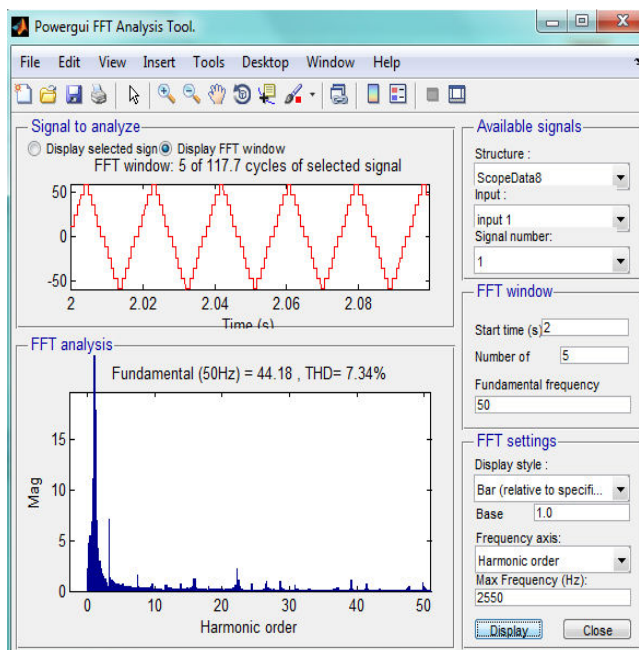 Powergui FFT Analysis Tool.
File Edit View Insert Tools Desktop Window Help
Signal to analyze
Display selected sign Display FFT window
FFT window: 5 of 117.7 cycles of selected signal
50
0
-50
2 2.02 2.04 2.06 2.08
Time (s)
FFT analysis
Fundamental (50Hz) = 44.18 , THD= 7.34%
15
10
5
0
Mag
0 10 20 30 40 50
Harmonic order
Available signals
Structure :
ScopeData8
Input :
input 1
Signal number:
1
FFT window
Start time (s) 2
Number of 5
Fundamental frequency
50
FFT settings
Display style :
Bar (relative to specifi...
Base 1.0
Frequency axis:
Harmonic order
Max Frequency (Hz):
2550
Display Close